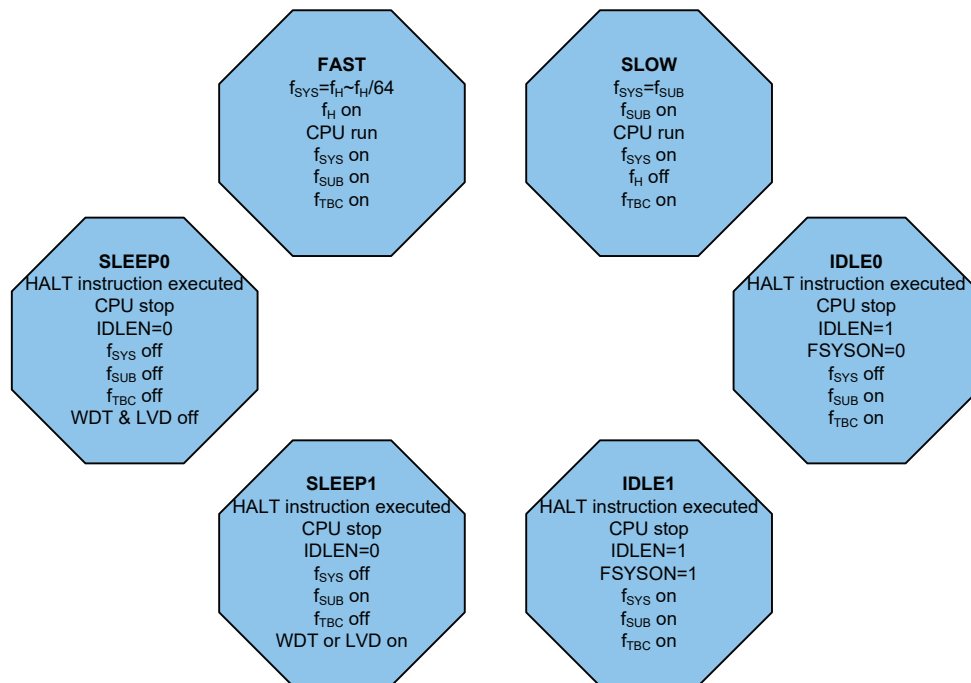 FAST
fSYS=fH~fH/64
fH on
CPU run
fSYS on
fSUB on
fTBC on
SLOW
fSYS=fSUB
fSUB on
CPU run
fSYS on
fH off
fTBC on
SLEEP0
HALT instruction executed
CPU stop
IDLEN=0
fSYS off
fSUB off
fTBC off
WDT & LVD off
IDLE0
HALT instruction executed
CPU stop
IDLEN=1
FSYSON=0
fSYS off
fSUB on
fTBC on
SLEEP1
HALT instruction executed
CPU stop
IDLEN=0
fSYS off
fSUB on
fTBC off
WDT or LVD on
IDLE1
HALT instruction executed
CPU stop
IDLEN=1
FSYSON=1
fSYS on
fSUB on
fTBC on